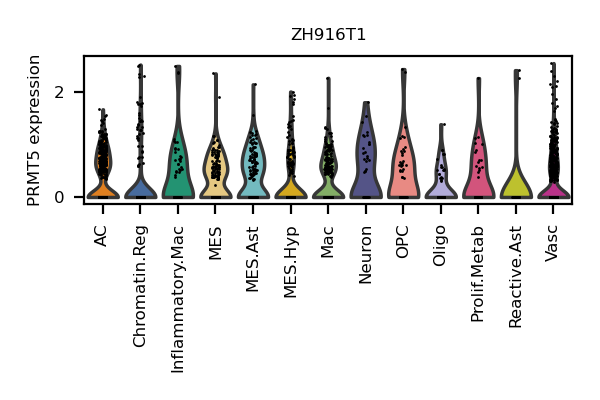 ZH916T1
PRMT5 expression
2
0
AC
Chromatin.Reg
Inflammatory.Mac
MES
MES.Ast
MES.Hyp
Mac
Neuron
OPC
Oligo
Prolif.Metab
Reactive.Ast
Vasc